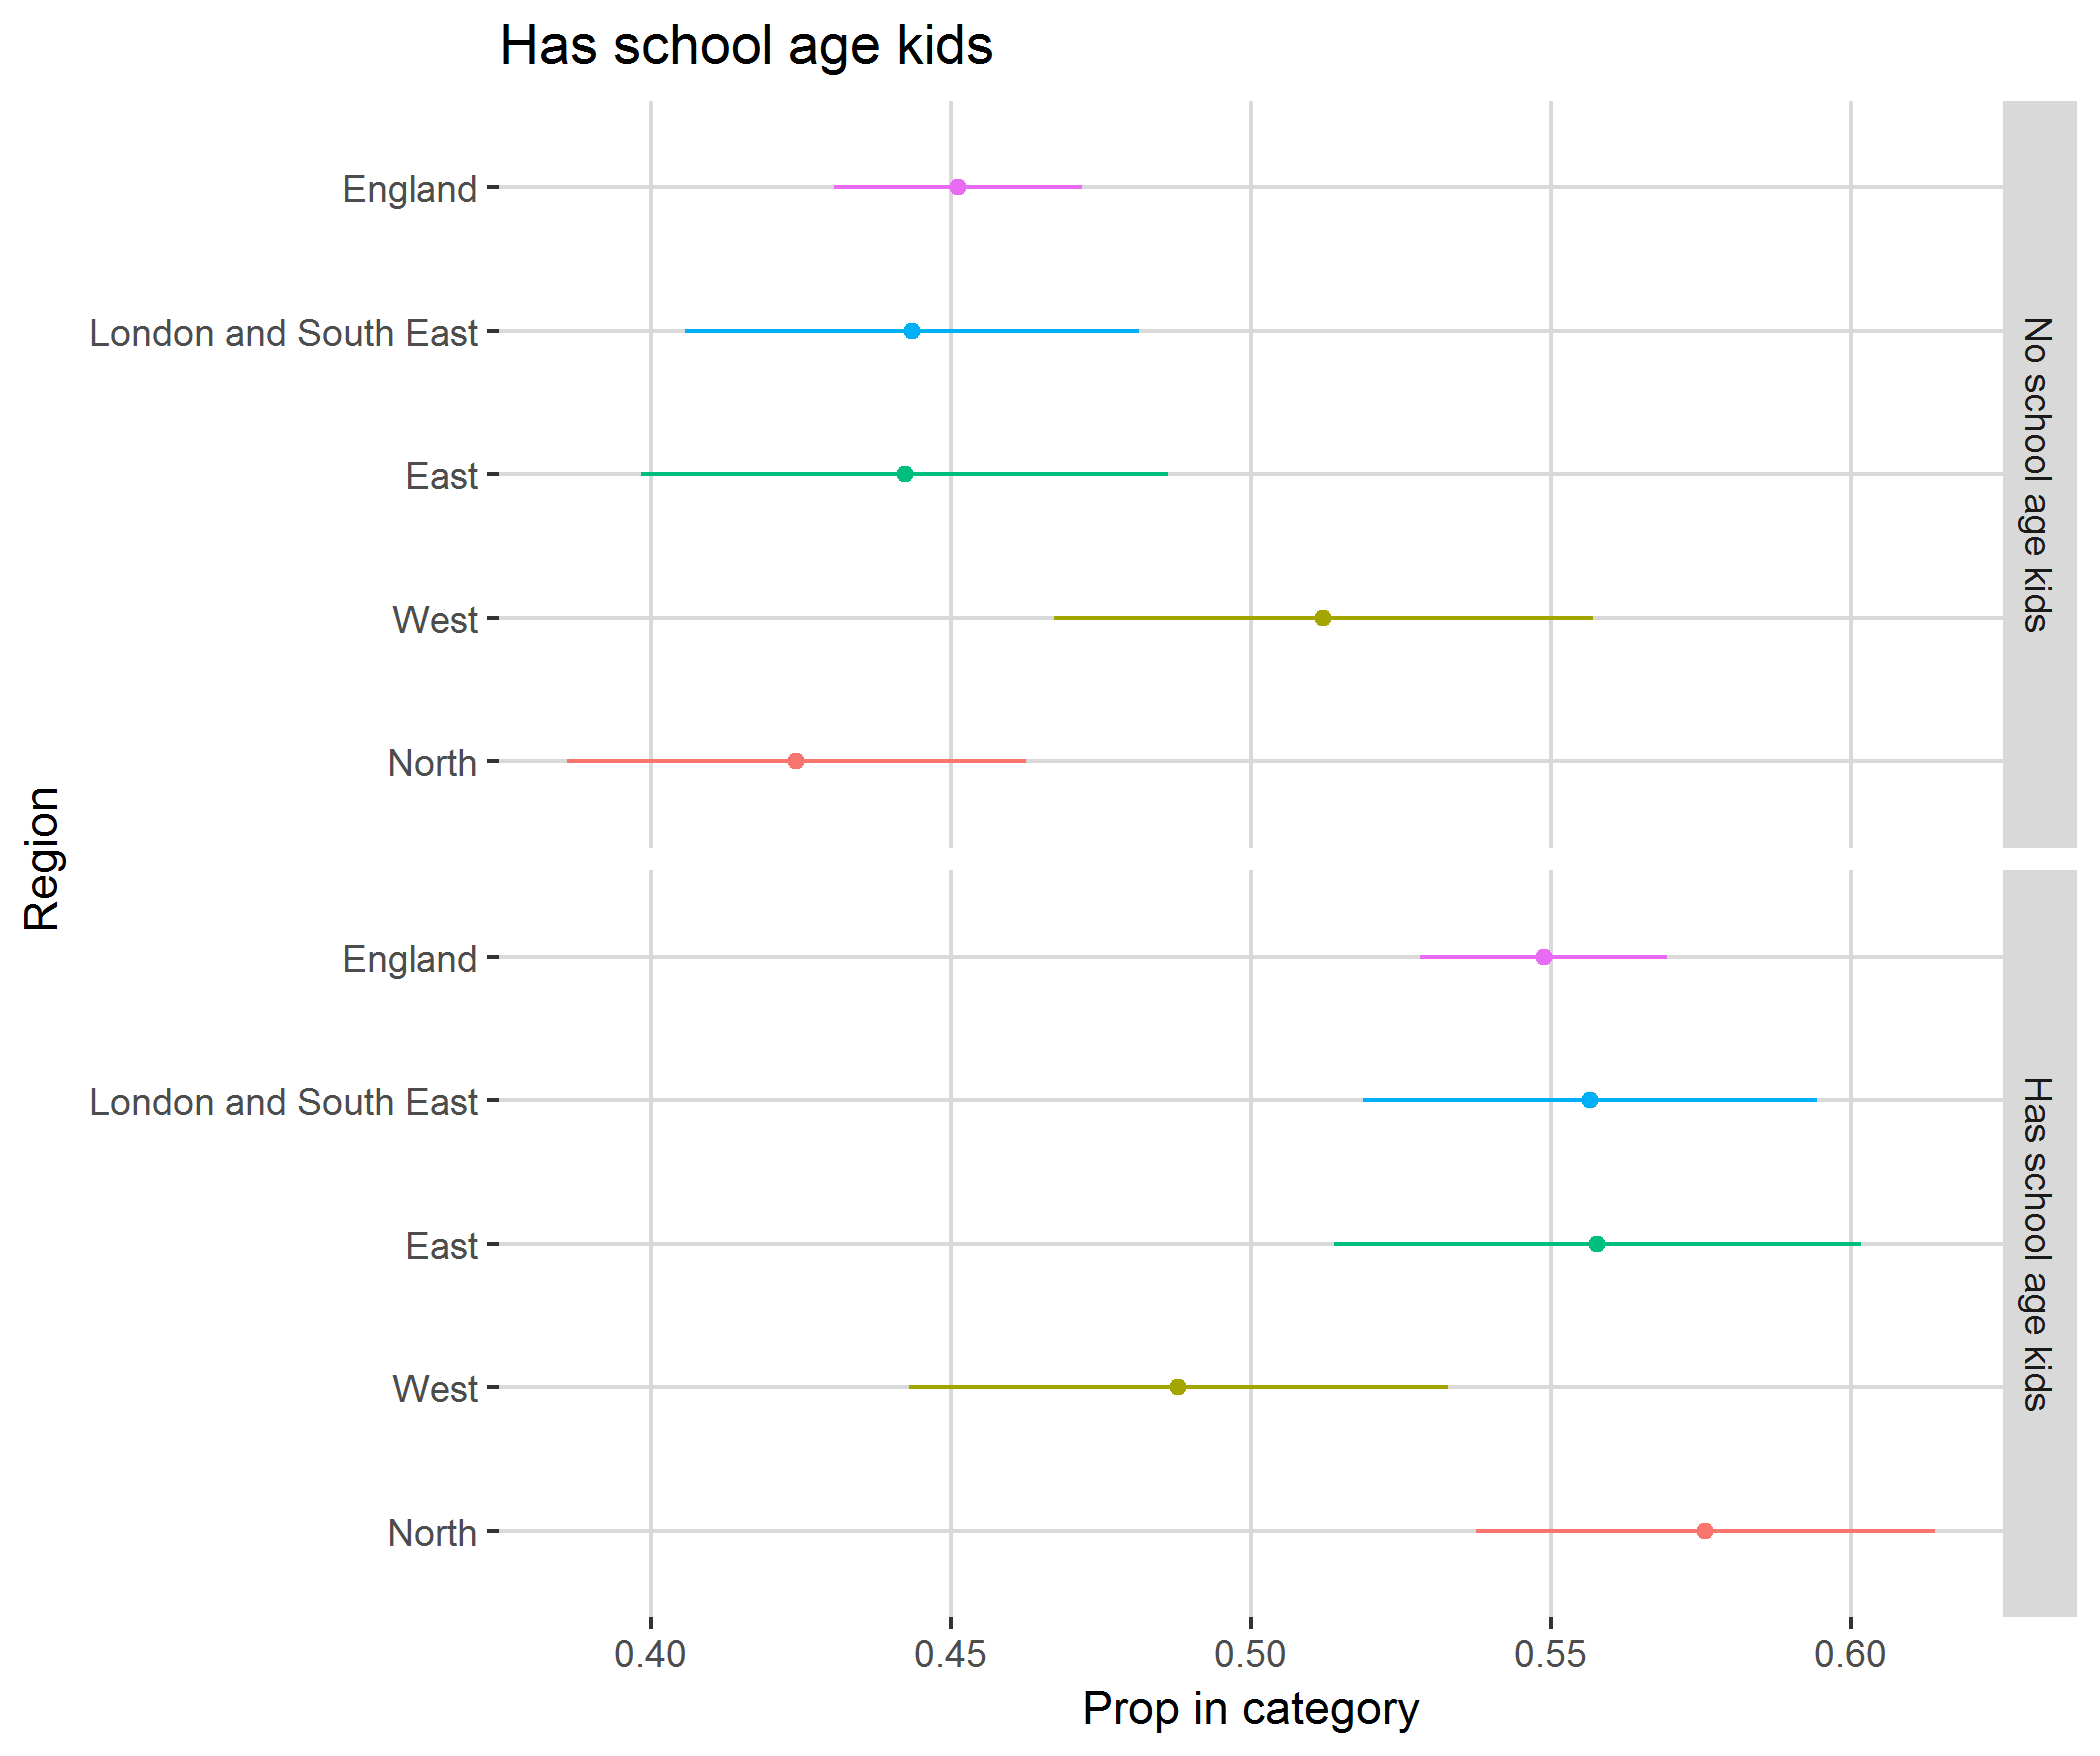 Has school age kids
Region
England
London and South East
East
West
North
No school age kids
England
London and South East
East
West
North
Has school age kids
0.40 0.45 0.50 0.55 0.60
Prop in category